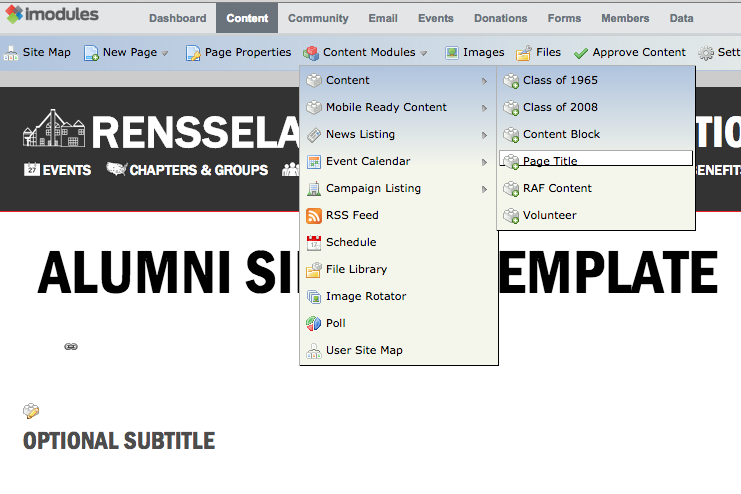 imodules
Dashboard Content Community Email Events Donations Forms Members Data
Site Map New Page Page Properties Content Modules Images Files Approve Content Sett
Content
Mobile Ready Content
News Listing
Event Calendar
Campaign Listing
RSS Feed
Schedule
File Library
Image Rotator
Poll
User Site Map
Class of 1965
Class of 2008
Content Block
Page Title
RAF Content
Volunteer
RENSSELA TIO
27 EVENTS CHAPTERS & GROUPS ENEFITS
ALUMNI SI EMPLATE
OPTIONAL SUBTITLE